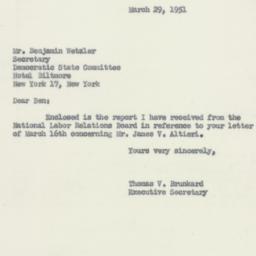 March 29, 1951
Mr. Benjamin Wetzler
Secretary
Democratic State Committee
Hotel Biltmore
New York 17, New York
Dear Ben:
Enclosed is the report I have received from the
National Labor Relations Board in reference to your letter
of March 16th concerning Mr. James V. Altieri.
Yours very sincerely,
Thomas V. Brunkard
Executive Secretary